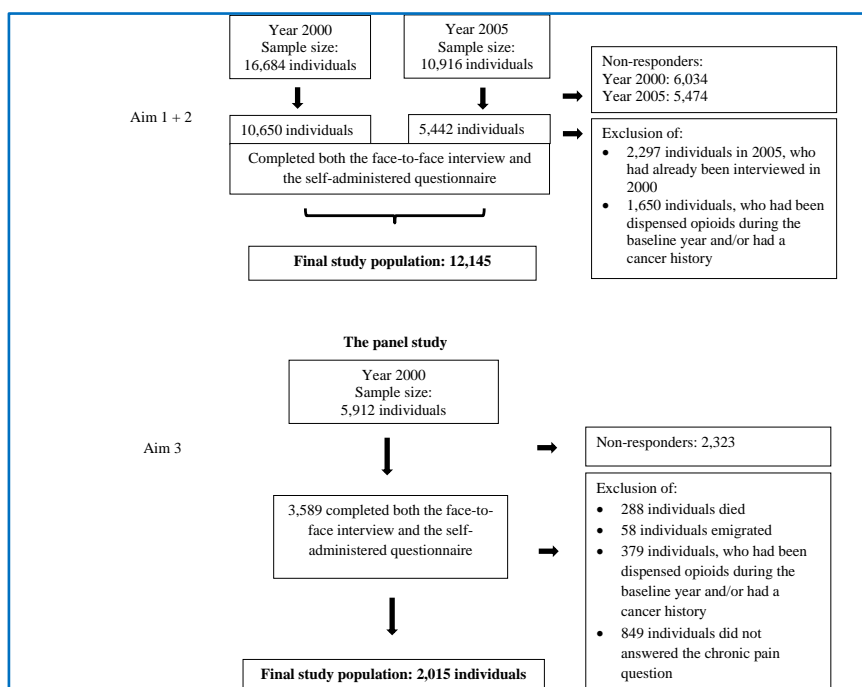 Year 2000
Sample size:
16,684 individuals
Year 2005
Sample size:
10,916 individuals
Non-responders:
Year 2000: 6,034
Year 2005: 5,474
Aim 1 + 2
10,650 individuals
5,442 individuals
Completed both the face-to-face interview and
the self-administered questionnaire
Exclusion of:
• 2,297 individuals in 2005, who
had already been interviewed in
2000
• 1,650 individuals, who had been
dispensed opioids during the
baseline year and/or had a
cancer history
Final study population: 12,145
The panel study
Year 2000
Sample size:
5,912 individuals
Aim 3
Non-responders: 2,323
3,589 completed both the face-to-
face interview and the self-
administered questionnaire
Exclusion of:
• 288 individuals died
• 58 individuals emigrated
• 379 individuals, who had been
dispensed opioids during the
baseline year and/or had a
cancer history
• 849 individuals did not
answered the chronic pain
question
Final study population: 2,015 individuals